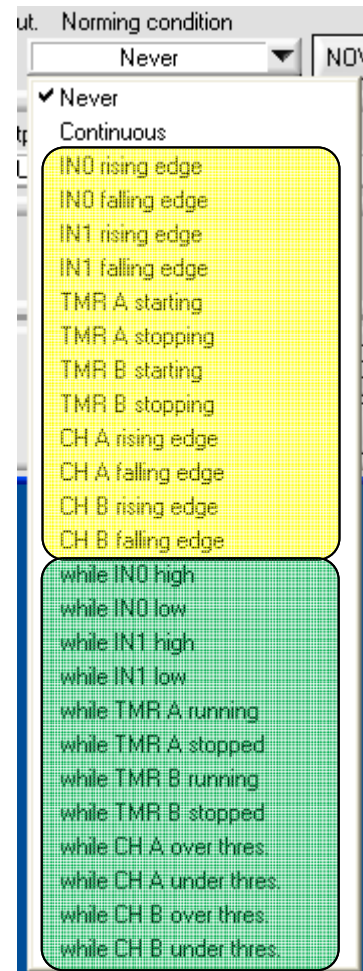 ut. Norming condition
Never NOV
Never
Continuous
IN0 rising edge
IN0 falling edge
IN1 rising edge
IN1 falling edge
TMR A starting
TMR A stopping
TMR B starting
TMR B stopping
CH A rising edge
CH A falling edge
CH B rising edge
CH B falling edge
while IN0 high
while IN0 low
while IN1 high
while IN1 low
while TMR A running
while TMR A stopped
while TMR B running
while TMR B stopped
while CH A over thres.
while CH A under thres.
while CH B over thres.
while CH B under thres.